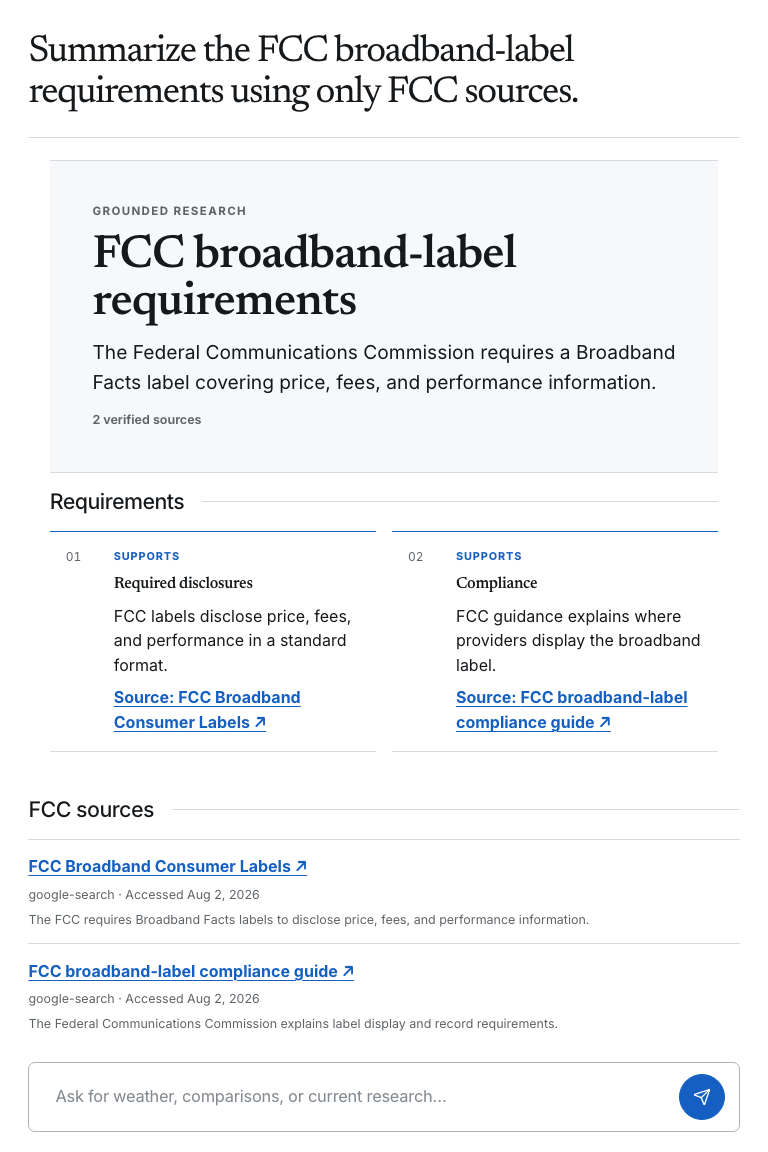 Summarize the FCC broadband-label
requirements using only FCC sources.
GROUNDED RESEARCH
FCC broadband-label
requirements
The Federal Communications Commission requires a Broadband
Facts label covering price, fees, and performance information.
2 verified sources
Requirements
01
SUPPORTS
Required disclosures
FCC labels disclose price, fees,
and performance in a standard
format.
Source: FCC Broadband
Consumer Labels ↗
02
SUPPORTS
Compliance
FCC guidance explains where
providers display the broadband
label.
Source: FCC broadband-label
compliance guide ↗
FCC sources
FCC Broadband Consumer Labels ↗
google-search · Accessed Aug 2, 2026
The FCC requires Broadband Facts labels to disclose price, fees, and performance information.
FCC broadband-label compliance guide ↗
google-search · Accessed Aug 2, 2026
The Federal Communications Commission explains label display and record requirements.
Ask for weather, comparisons, or current research...